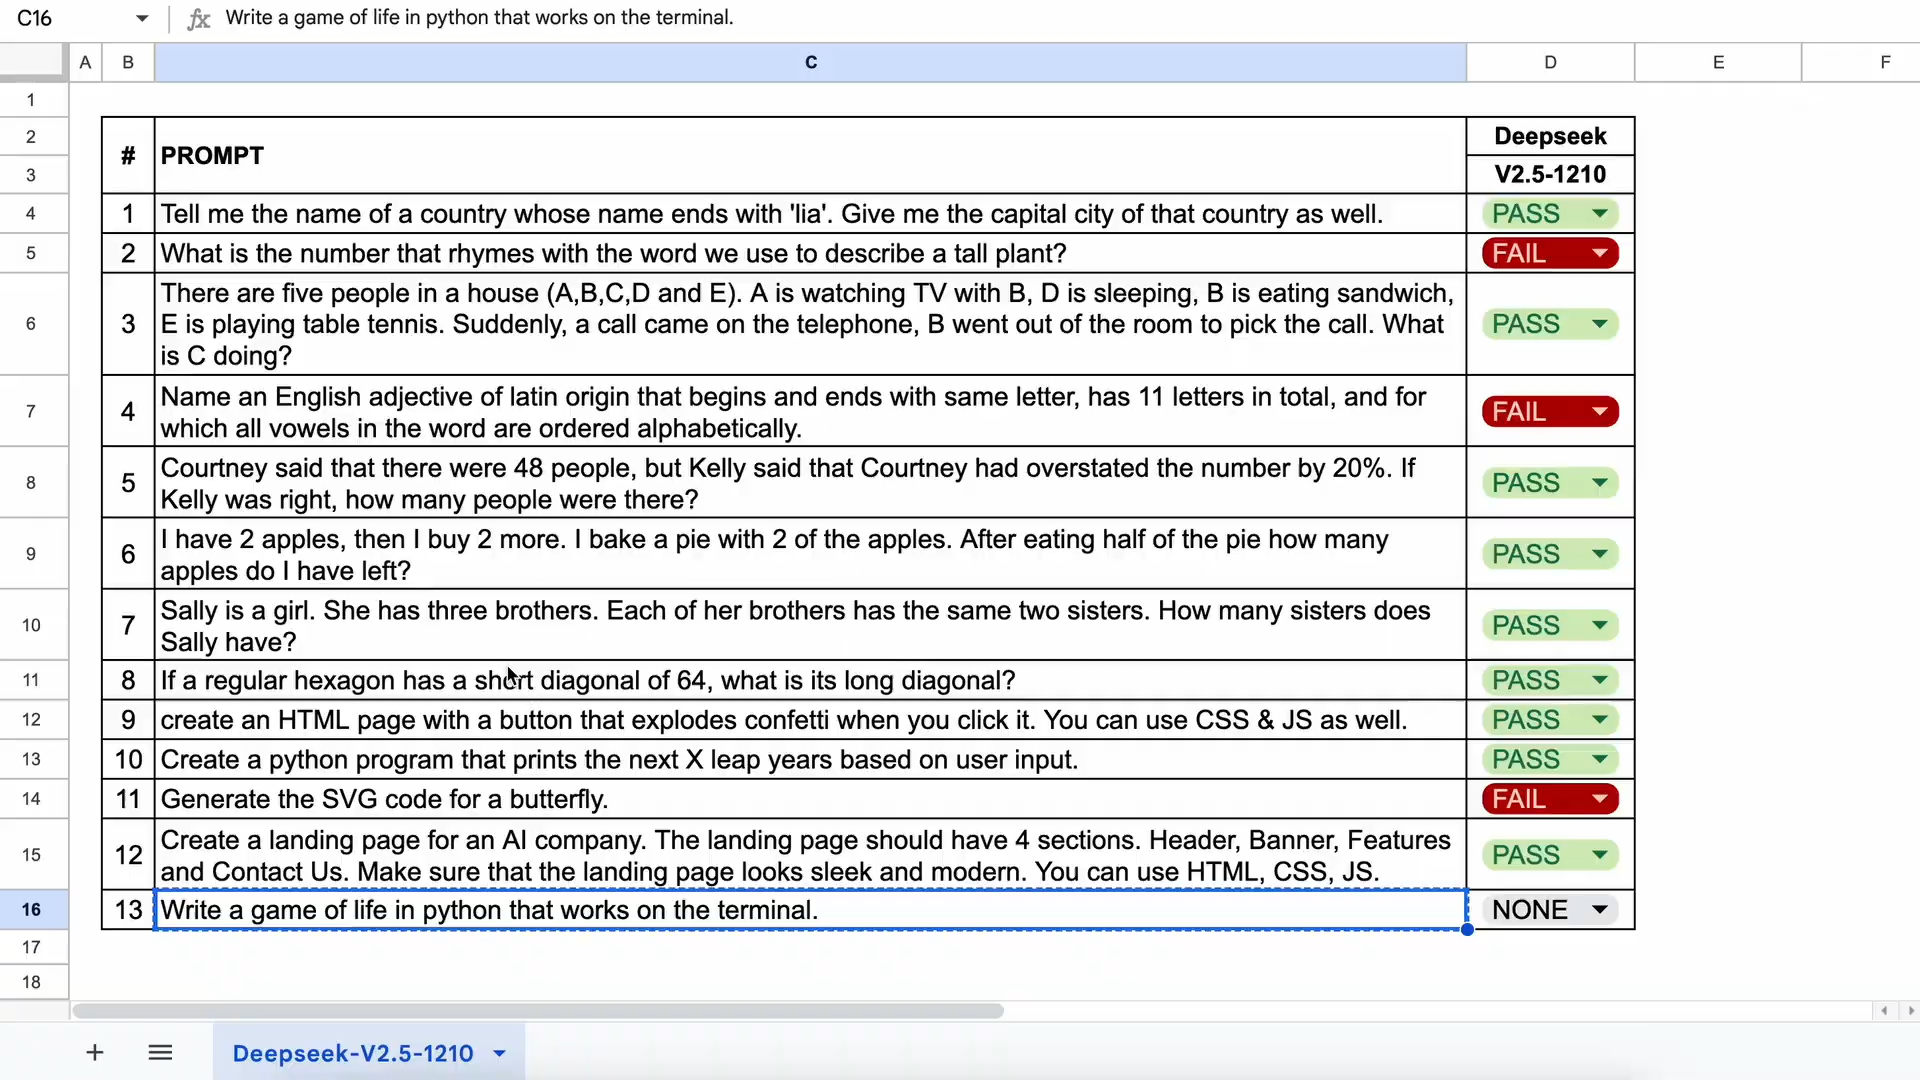 C16
fx Write a game of life in python that works on the terminal.
A B C D E F
1
2
3
# PROMPT Deepseek
V2.5-1210
4 1 Tell me the name of a country whose name ends with 'lia'. Give me the capital city of that country as well. PASS
5 2 What is the number that rhymes with the word we use to describe a tall plant? FAIL
There are five people in a house (A,B,C,D and E). A is watching TV with B, D is sleeping, B is eating sandwich,
6 3 E is playing table tennis. Suddenly, a call came on the telephone, B went out of the room to pick the call. What PASS
is C doing?
7 4 Name an English adjective of latin origin that begins and ends with same letter, has 11 letters in total, and for FAIL
which all vowels in the word are ordered alphabetically.
8 5 Courtney said that there were 48 people, but Kelly said that Courtney had overstated the number by 20%. If PASS
Kelly was right, how many people were there?
9 6 I have 2 apples, then I buy 2 more. I bake a pie with 2 of the apples. After eating half of the pie how many PASS
apples do I have left?
10 7 Sally is a girl. She has three brothers. Each of her brothers has the same two sisters. How many sisters does PASS
Sally have?
11 8 If a regular hexagon has a short diagonal of 64, what is its long diagonal? PASS
12 9 create an HTML page with a button that explodes confetti when you click it. You can use CSS & JS as well. PASS
13 10 Create a python program that prints the next X leap years based on user input. PASS
14 11 Generate the SVG code for a butterfly. FAIL
15 12 Create a landing page for an AI company. The landing page should have 4 sections. Header, Banner, Features PASS
and Contact Us. Make sure that the landing page looks sleek and modern. You can use HTML, CSS, JS.
16 13 Write a game of life in python that works on the terminal. NONE
17
18
Deepseek-V2.5-1210